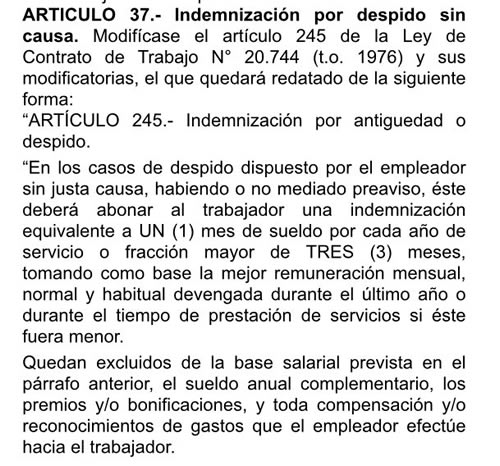 ARTICULO 37.- Indemnización por despido sin
causa. Modifícase el artículo 245 de la Ley de
Contrato de Trabajo N° 20.744 (t.o. 1976) y sus
modificatorias, el que quedará redatado de la siguiente
forma:
“ARTÍCULO 245.- Indemnización por antiguedad o
despido.
“En los casos de despido dispuesto por el empleador
sin justa causa, habiendo o no mediado preaviso, éste
deberá abonar al trabajador una indemnización
equivalente a UN (1) mes de sueldo por cada año de
servicio o fracción mayor de TRES (3) meses,
tomando como base la mejor remuneración mensual,
normal y habitual devengada durante el último año o
durante el tiempo de prestación de servicios si éste
fuera menor.
Quedan excluidos de la base salarial prevista en el
párrafo anterior, el sueldo anual complementario, los
premios y/o bonificaciones, y toda compensación y/o
reconocimientos de gastos que el empleador efectúe
hacia el trabajador.